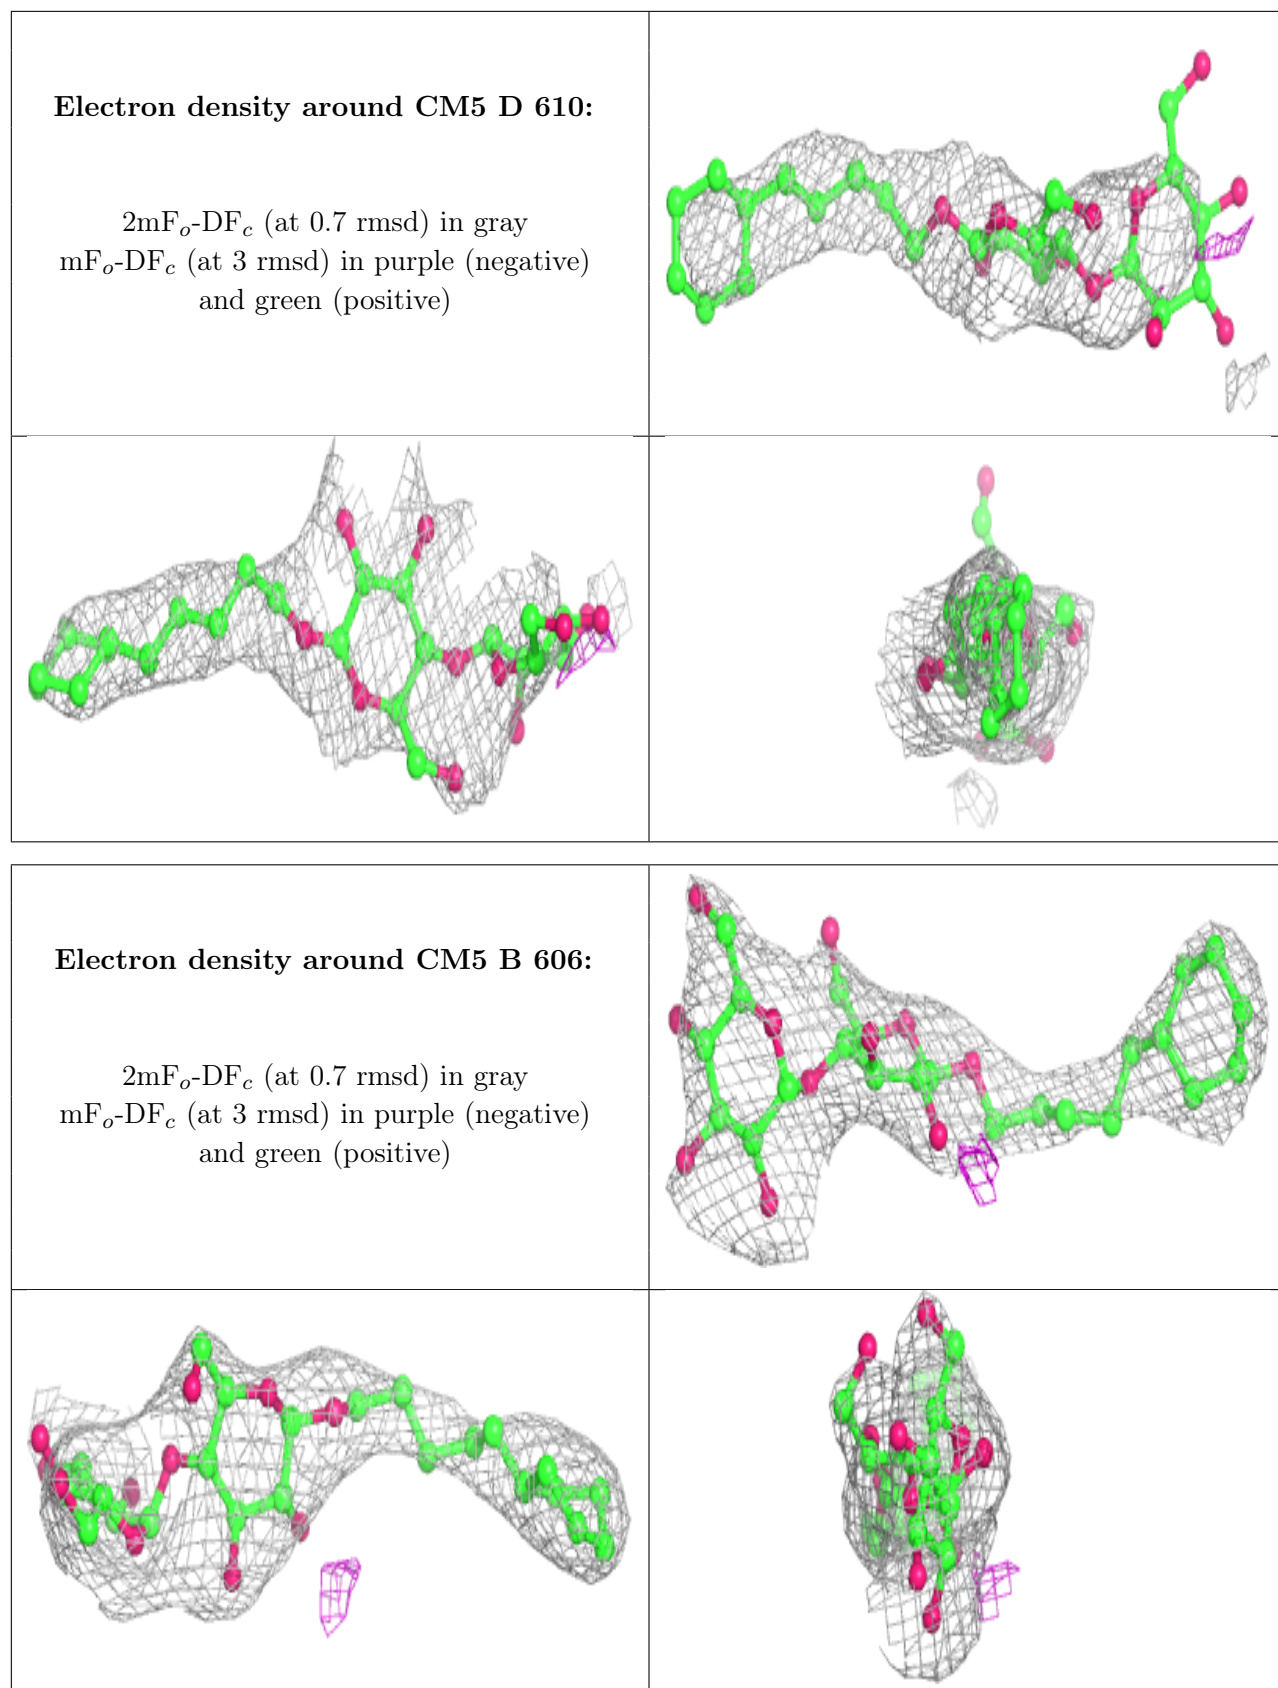 Electron density around CM5 D 610:
2mFo-DFc (at 0.7 rmsd) in gray
mFo-DFc (at 3 rmsd) in purple (negative)
and green (positive)
Electron density around CM5 B 606:
2mFo-DFc (at 0.7 rmsd) in gray
mFo-DFc (at 3 rmsd) in purple (negative)
and green (positive)